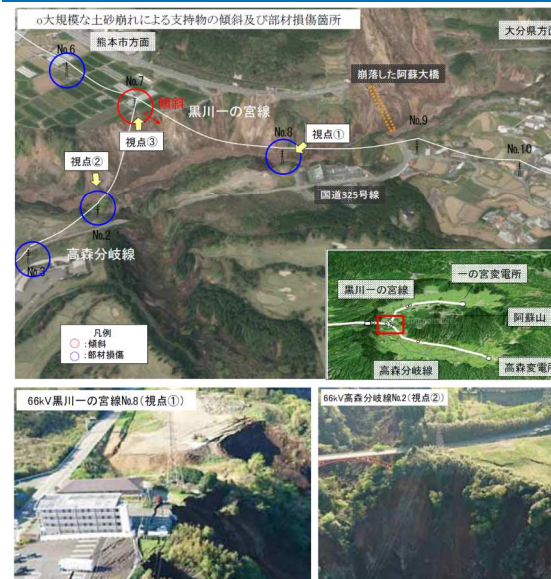 o大規模な土砂崩れによる支持物の傾斜及び部材損傷箇所
熊本市方面
大分県方面
No.6
No.7
傾斜
黒川一の宮線
崩落した阿蘇大橋
視点③
No.8
視点①
No.9
No.10
視点②
国道325号線
No.2
高森分岐線
No.3
凡例
:傾斜
:部材損傷
一の宮変電所
黒川一の宮線
阿蘇山
高森分岐線
高森変電所
66kV黒川一の宮線No.8(視点①)
66kV高森分岐線No.2(視点②)